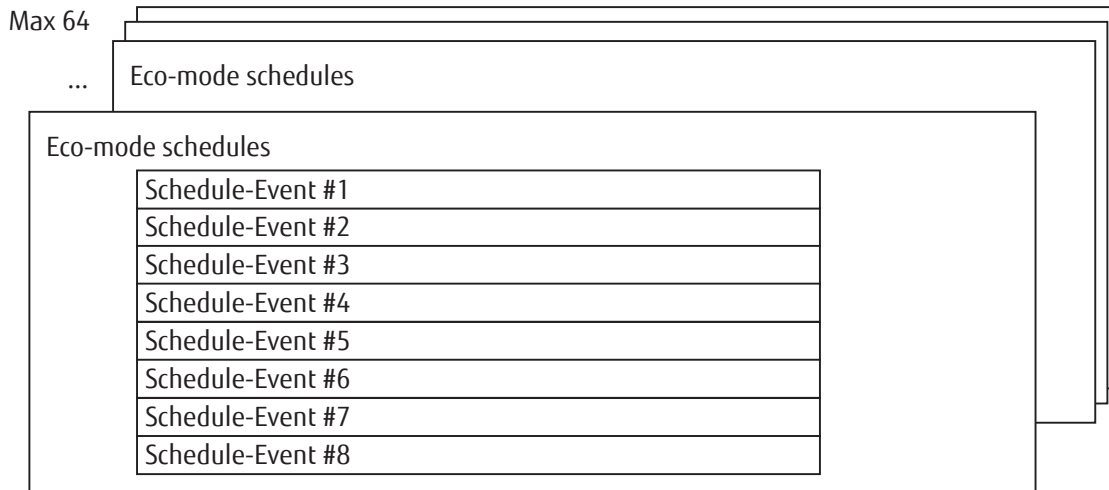 Max 64
... Eco-mode schedules
Eco-mode schedules
Schedule-Event #1
Schedule-Event #2
Schedule-Event #3
Schedule-Event #4
Schedule-Event #5
Schedule-Event #6
Schedule-Event #7
Schedule-Event #8